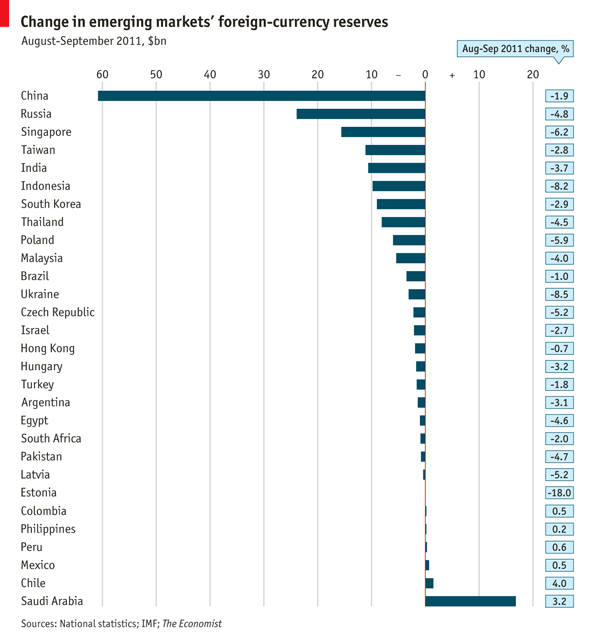 Change in emerging markets' foreign-currency reserves
August-September 2011, $bn
Aug-Sep 2011 change, %
60 50 40 30 20 10 – 0 + 10 20
China -1.9
Russia -4.8
Singapore -6.2
Taiwan -2.8
India -3.7
Indonesia -8.2
South Korea -2.9
Thailand -4.5
Poland -5.9
Malaysia -4.0
Brazil -1.0
Ukraine -8.5
Czech Republic -5.2
Israel -2.7
Hong Kong -0.7
Hungary -3.2
Turkey -1.8
Argentina -3.1
Egypt -4.6
South Africa -2.0
Pakistan -4.7
Latvia -5.2
Estonia -18.0
Colombia 0.5
Philippines 0.2
Peru 0.6
Mexico 0.5
Chile 4.0
Saudi Arabia 3.2
Sources: National statistics; IMF; The Economist